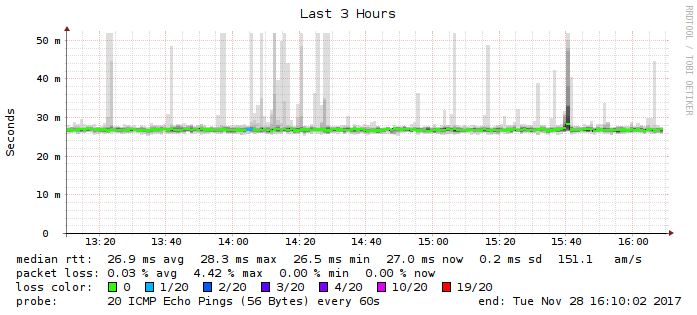 Last 3 Hours
RRDTOOL / TOBI OETIKER
Seconds
50 m
40 m
30 m
20 m
10 m
0
13:20 13:40 14:00 14:20 14:40 15:00 15:20 15:40 16:00
median rtt: 26.9 ms avg 28.3 ms max 26.5 ms min 27.0 ms now 0.2 ms sd 151.1 am/s
packet loss: 0.03 % avg 4.42 % max 0.00 % min 0.00 % now
loss color: 0 1/20 2/20 3/20 4/20 10/20 19/20
probe: 20 ICMP Echo Pings (56 Bytes) every 60s end: Tue Nov 28 16:10:02 2017